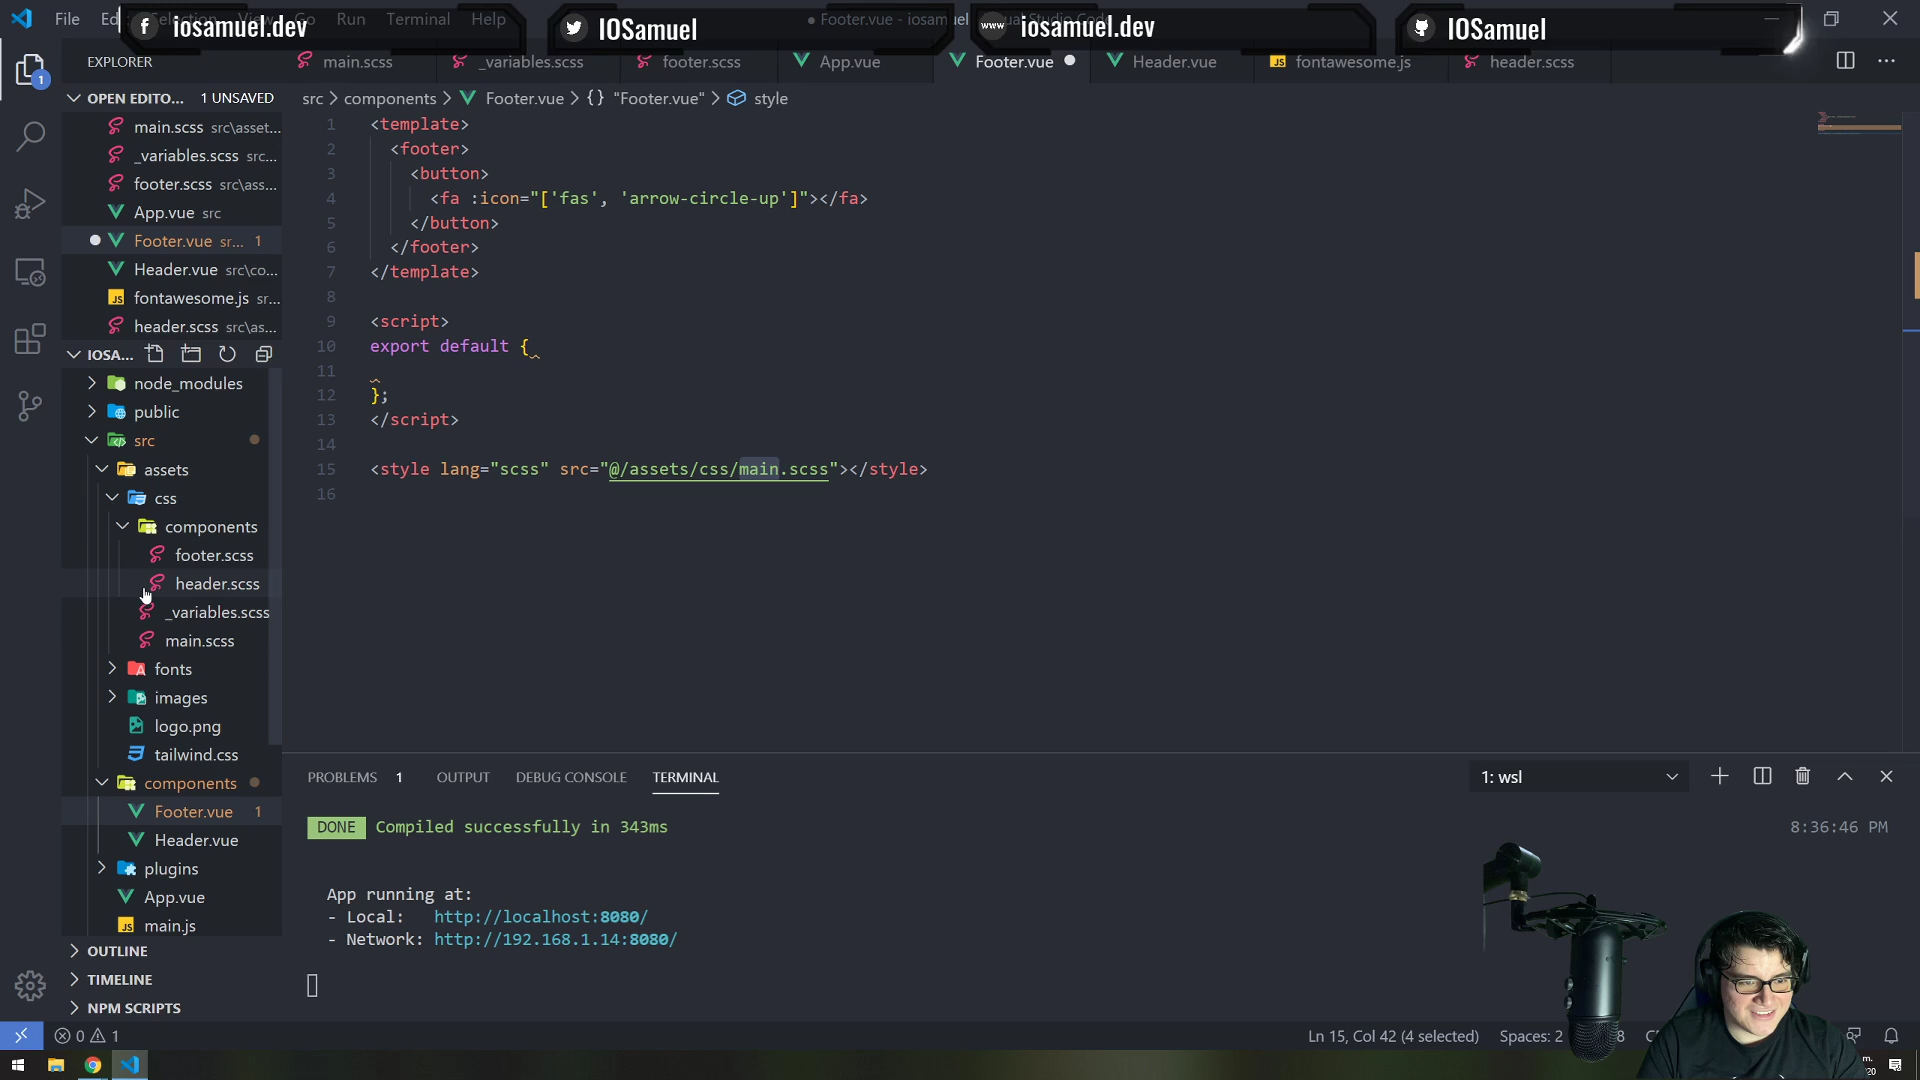 File
Run
Terminal
Help
Footer.vue - iosamuel
iosamuel.dev
IOSamuel
www
iosamuel.dev
IOSamuel
EXPLORER
main.scss
_variables.scss
footer.scss
App.vue
Footer.vue
Header.vue
JS fontawesome.js
header.scss
1
OPEN EDITO... 1 UNSAVED
main.scss src\asset...
_variables.scss src...
footer.scss src\ass...
App.vue src
Footer.vue sr... 1
Header.vue src\co...
JS fontawesome.js sr...
header.scss src\as...
IOSA...
node_modules
public
src
assets
css
components
footer.scss
header.scss
_variables.scss
main.scss
fonts
images
logo.png
tailwind.css
components
Footer.vue 1
Header.vue
plugins
App.vue
JS main.js
OUTLINE
TIMELINE
NPM SCRIPTS
src > components > Footer.vue > {} "Footer.vue" > style
1 <template>
2 <footer>
3 <button>
4 <fa :icon="['fas', 'arrow-circle-up']"></fa>
5 </button>
6 </footer>
7 </template>
8
9 <script>
10 export default {
11
12 };
13 </script>
14
15 <style lang="scss" src="@/assets/css/main.scss"></style>
16
PROBLEMS 1 OUTPUT DEBUG CONSOLE TERMINAL
1: wsl
DONE Compiled successfully in 343ms
8:36:46 PM
App running at:
- Local: http://localhost:8080/
- Network: http://192.168.1.14:8080/
0 1
Ln 15, Col 42 (4 selected)
Spaces: 2